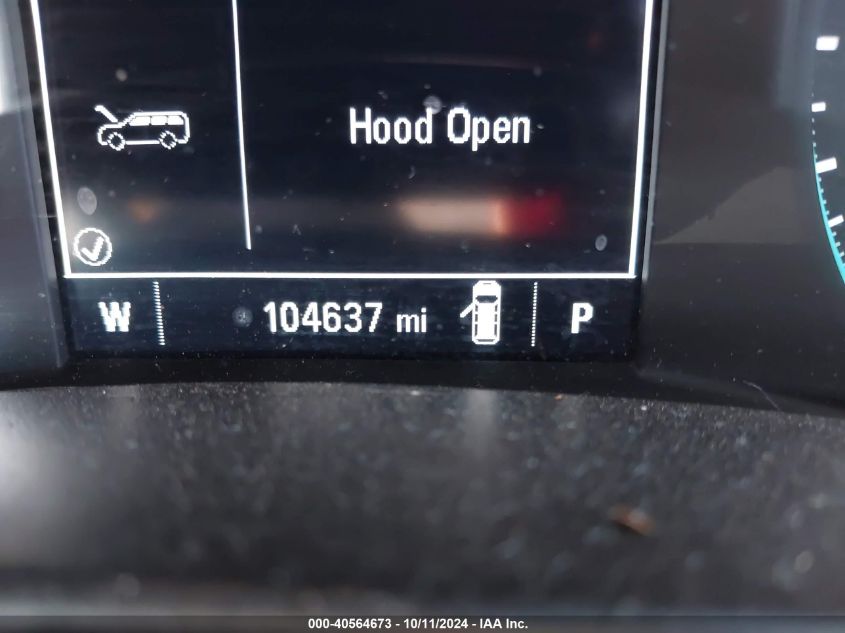 Hood Open
W 104637 mi P
000-40564673 - 10/11/2024 - IAA Inc.